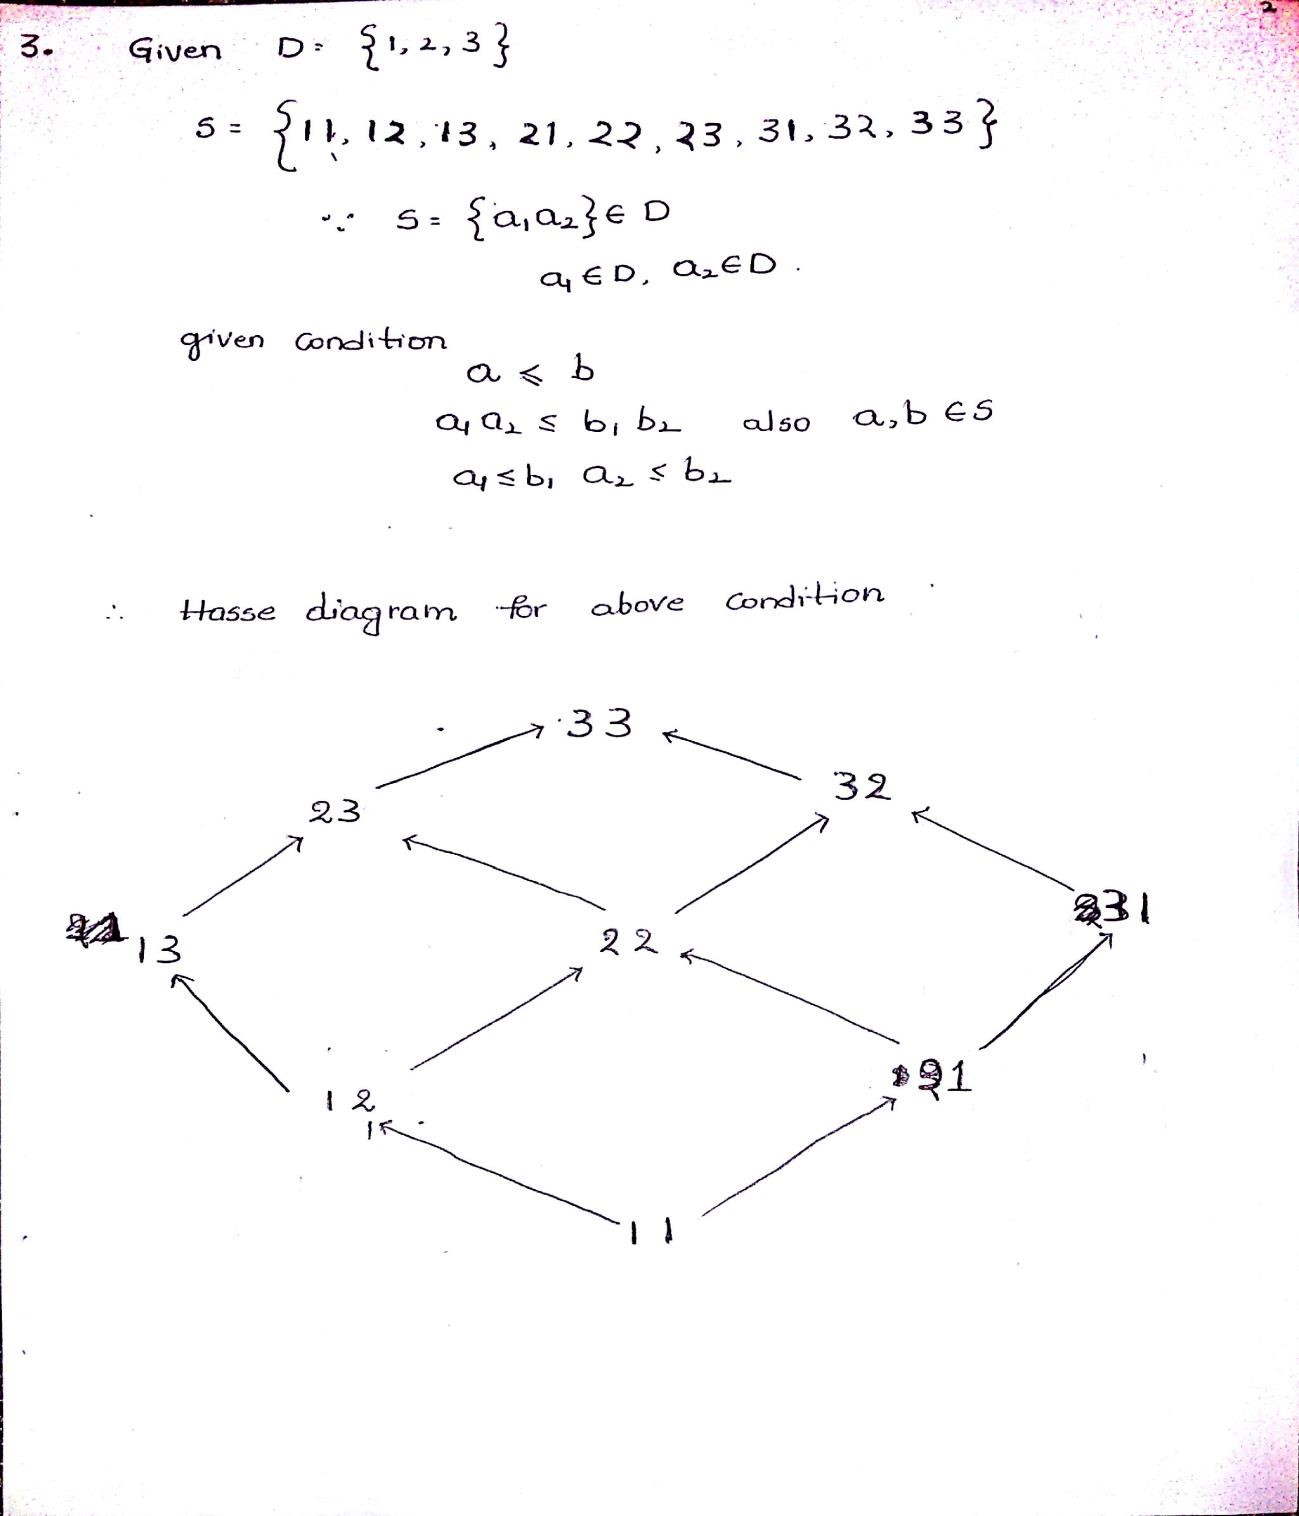 2
3. Given D = {1, 2, 3}
S = {11, 12, 13, 21, 22, 23, 31, 32, 33}
∵ S = {a₁a₂} ∈ D
a₁ ∈ D, a₂ ∈ D.
given condition
a ≤ b
a₁a₂ ≤ b₁b₂ also a, b ∈ S
a₁ ≤ b₁ a₂ ≤ b₂
∴ Hasse diagram for above condition
33
32
23
31
13
22
21
12
11